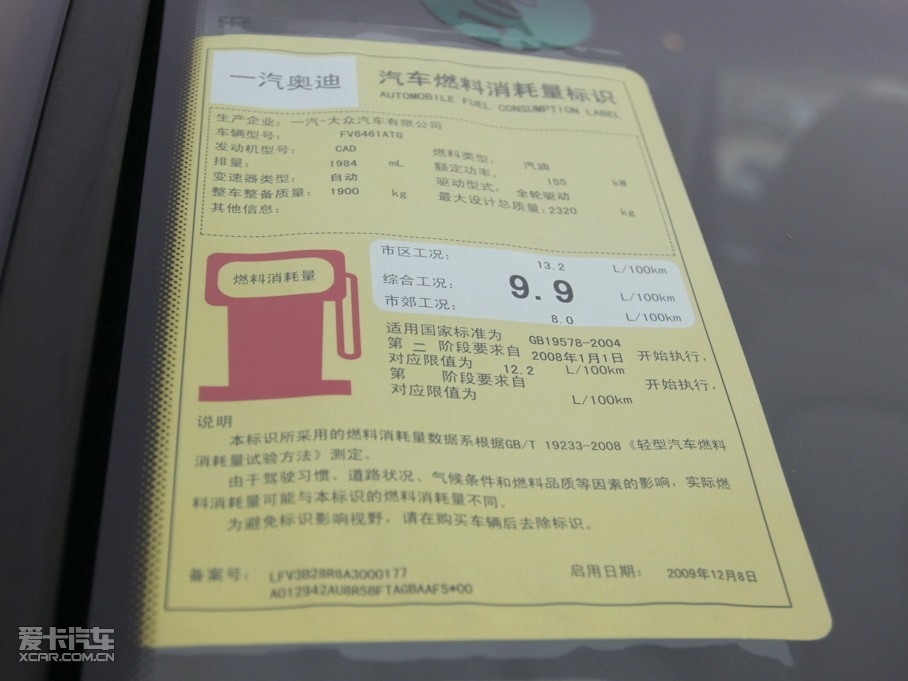 一汽奥迪
汽车燃料消耗量标识
AUTOMOBILE FUEL CONSUMPTION LABEL
生产企业: 一汽-大众汽车有限公司
车辆型号: FV6461ATG
发动机型号: CAD 燃料类型: 汽油
排量: 1984 mL 额定功率: 155 kW
变速器类型: 自动 驱动型式: 全轮驱动
整车整备质量: 1900 kg 最大设计总质量: 2320 kg
其他信息:
燃料消耗量
市区工况: 13.2 L/100km
综合工况: 9.9 L/100km
市郊工况: 8.0 L/100km
适用国家标准为 GB19578-2004
第 二 阶段要求自 2008年1月1日 开始执行,
对应限值为 12.2 L/100km
第 阶段要求自 开始执行,
对应限值为 L/100km
说明
本标识所采用的燃料消耗量数据系根据GB/T 19233-2008《轻型汽车燃料
消耗量试验方法》测定。
由于驾驶习惯、道路状况、气候条件和燃料品质等因素的影响,实际燃
料消耗量可能与本标识的燃料消耗量不同。
为避免标识影响视野,请在购买车辆后去除标识。
备案号: LFV3B28R6A3000177 启用日期: 2009年12月8日
A012942AU8R5BFTAGBAAF5*00
爱卡汽车
XCAR.COM.CN